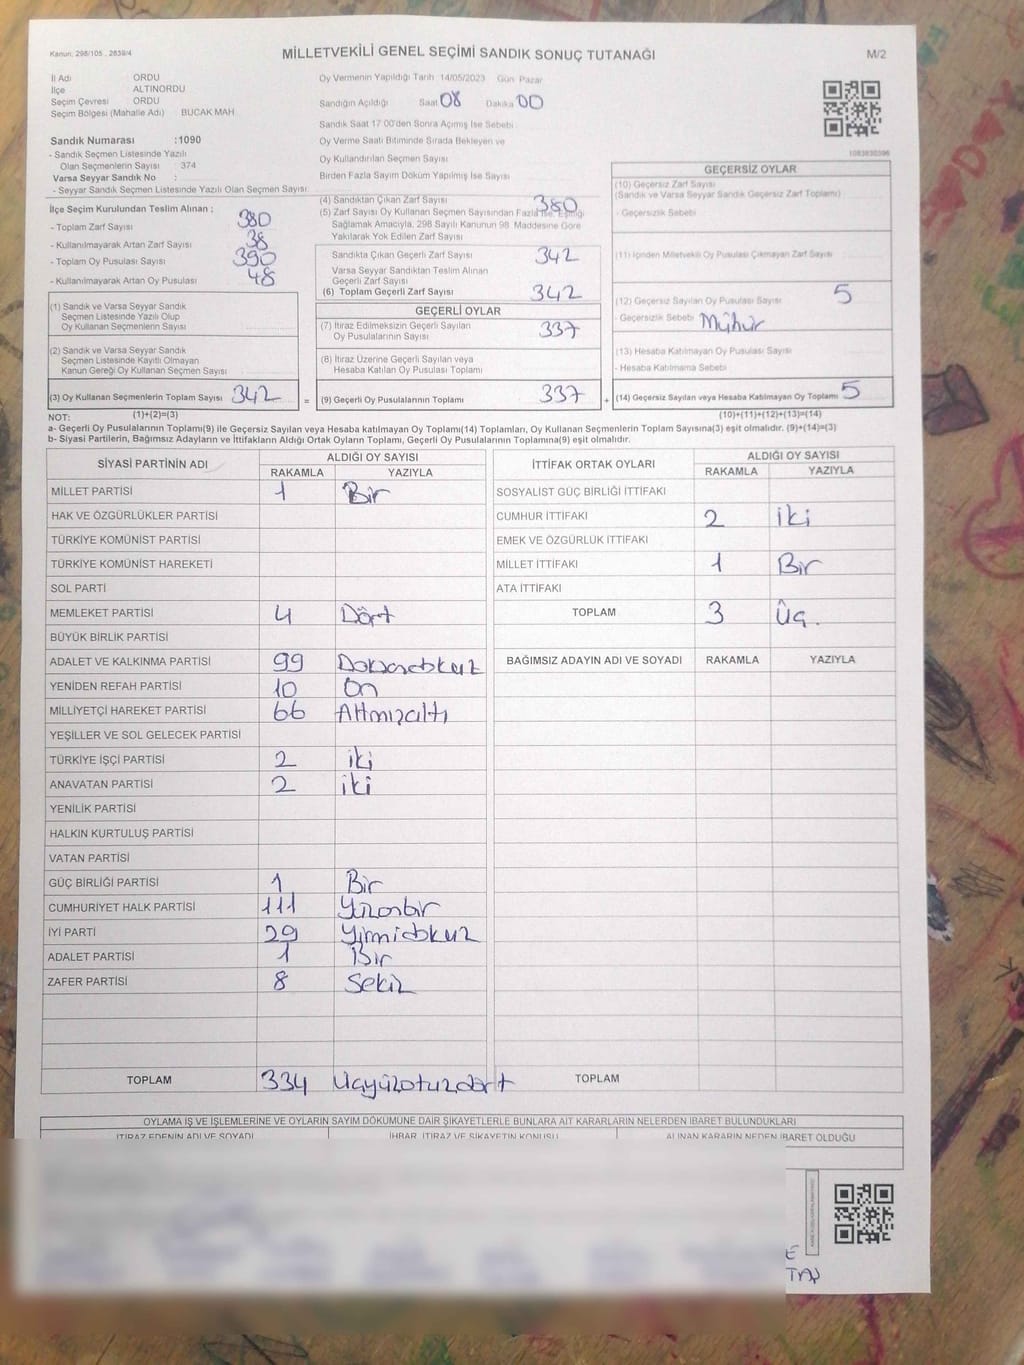 Kanun: 298/105 , 2839/4
MİLLETVEKİLİ GENEL SEÇİMİ SANDIK SONUÇ TUTANAĞI
M/2
İl Adı ORDU
İlçe ALTINORDU
Seçim Çevresi ORDU
Seçim Bölgesi (Mahalle Adı) BUCAK MAH
Sandık Numarası :1090
- Sandık Seçmen Listesinde Yazılı
Olan Seçmenlerin Sayısı : 374
Varsa Seyyar Sandık No :
- Seyyar Sandık Seçmen Listesinde Yazılı Olan Seçmen Sayısı:
Oy Vermenin Yapıldığı Tarih 14/05/2023 Gün Pazar
Sandığın Açıldığı Saat 08 Dakika 00
Sandık Saat 17:00'den Sonra Açımış İse Sebebi
Oy Verme Saati Bitiminde Sırada Bekleyen ve
Oy Kullandırılan Seçmen Sayısı
Birden Fazla Sayım Döküm Yapılmış İse Sayısı
1083830396
İlçe Seçim Kurulundan Teslim Alınan ;
- Toplam Zarf Sayısı 380
- Kullanılmayarak Artan Zarf Sayısı 38
- Toplam Oy Pusulası Sayısı 390
- Kullanılmayarak Artan Oy Pusulası 48
(1) Sandık ve Varsa Seyyar Sandık
Seçmen Listesinde Yazılı Olup
Oy Kullanan Seçmenlerin Sayısı
(2) Sandık ve Varsa Seyyar Sandık
Seçmen Listesinde Kayıtlı Olmayan
Kanun Gereği Oy Kullanan Seçmen Sayısı
(3) Oy Kullanan Seçmenlerin Toplam Sayısı 342
(4) Sandıktan Çıkan Zarf Sayısı 380
(5) Zarf Sayısı Oy Kullanan Seçmen Sayısından Fazla İse, Eşitliği
Sağlamak Amacıyla, 298 Sayılı Kanunun 98. Maddesine Göre
Yakılarak Yok Edilen Zarf Sayısı
Sandıkta Çıkan Geçerli Zarf Sayısı 342
Varsa Seyyar Sandıktan Teslim Alınan
Geçerli Zarf Sayısı
(6) Toplam Geçerli Zarf Sayısı 342
GEÇERLİ OYLAR
(7) İtiraz Edilmeksizin Geçerli Sayılan
Oy Pusulalarının Sayısı 337
(8) İtiraz Üzerine Geçerli Sayılan veya
Hesaba Katılan Oy Pusulası Toplamı
= (9) Geçerli Oy Pusulalarının Toplamı 337
GEÇERSİZ OYLAR
(10) Geçersiz Zarf Sayısı
(Sandık ve Varsa Seyyar Sandık Geçersiz Zarf Toplamı)
- Geçersizlik Sebebi
(11) İçinden Milletvekili Oy Pusulası Çıkmayan Zarf Sayısı
(12) Geçersiz Sayılan Oy Pusulası Sayısı 5
- Geçersizlik Sebebi Mühür
(13) Hesaba Katılmayan Oy Pusulası Sayısı
- Hesaba Katılmama Sebebi
+ (14) Geçersiz Sayılan veya Hesaba Katılmayan Oy Toplamı 5
NOT: (1)+(2)=(3) (10)+(11)+(12)+(13)=(14)
a- Geçerli Oy Pusulalarının Toplamı(9) ile Geçersiz Sayılan veya Hesaba katılmayan Oy Toplamı(14) Toplamları, Oy Kullanan Seçmenlerin Toplam Sayısına(3) eşit olmalıdır. (9)+(14)=(3)
b- Siyasi Partilerin, Bağımsız Adayların ve İttifakların Aldığı Ortak Oyların Toplamı, Geçerli Oy Pusulalarının Toplamına(9) eşit olmalıdır.
SİYASİ PARTİNİN ADI ALDIĞI OY SAYISI
RAKAMLA YAZIYLA
MİLLET PARTİSİ 1 Bir
HAK VE ÖZGÜRLÜKLER PARTİSİ
TÜRKİYE KOMÜNİST PARTİSİ
TÜRKİYE KOMÜNİST HAREKETİ
SOL PARTİ
MEMLEKET PARTİSİ 4 Dört
BÜYÜK BİRLİK PARTİSİ
ADALET VE KALKINMA PARTİSİ 99 Doksandokuz
YENİDEN REFAH PARTİSİ 10 On
MİLLİYETÇİ HAREKET PARTİSİ 66 Altmışaltı
YEŞİLLER VE SOL GELECEK PARTİSİ
TÜRKİYE İŞÇİ PARTİSİ 2 iki
ANAVATAN PARTİSİ 2 iki
YENİLİK PARTİSİ
HALKIN KURTULUŞ PARTİSİ
VATAN PARTİSİ
GÜÇ BİRLİĞİ PARTİSİ 1 Bir
CUMHURİYET HALK PARTİSİ 111 Yüzonbir
İYİ PARTİ 29 Yirmidokuz
ADALET PARTİSİ 1 Bir
ZAFER PARTİSİ 8 Sekiz
TOPLAM 334 Üçyüzotuzdört
İTTİFAK ORTAK OYLARI ALDIĞI OY SAYISI
RAKAMLA YAZIYLA
SOSYALİST GÜÇ BİRLİĞİ İTTİFAKI
CUMHUR İTTİFAKI 2 iki
EMEK VE ÖZGÜRLÜK İTTİFAKI
MİLLET İTTİFAKI 1 Bir
ATA İTTİFAKI
TOPLAM 3 Üç.
BAĞIMSIZ ADAYIN ADI VE SOYADI RAKAMLA YAZIYLA
TOPLAM
OYLAMA İŞ VE İŞLEMLERİNE VE OYLARIN SAYIM DÖKÜMÜNE DAİR ŞİKAYETLERLE BUNLARA AİT KARARLARIN NELERDEN İBARET BULUNDUKLARI
İTİRAZ EDENİN ADI VE SOYADI İHBAR, İTİRAZ VE ŞİKAYETİN KONUSU ALINAN KARARIN NEDEN İBARET OLDUĞU